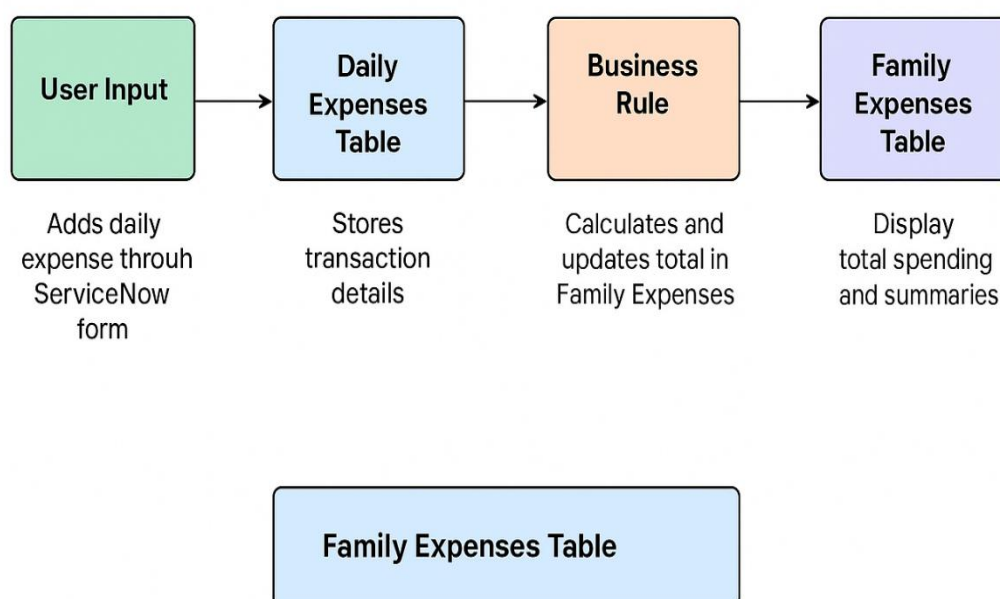 User Input
Daily
Expenses
Table
Business
Rule
Family
Expenses
Table
Adds daily
expense throuh
ServiceNow
form
Stores
transaction
details
Calculates and
updates total in
Family Expenses
Display
total spending
and summaries
Family Expenses Table